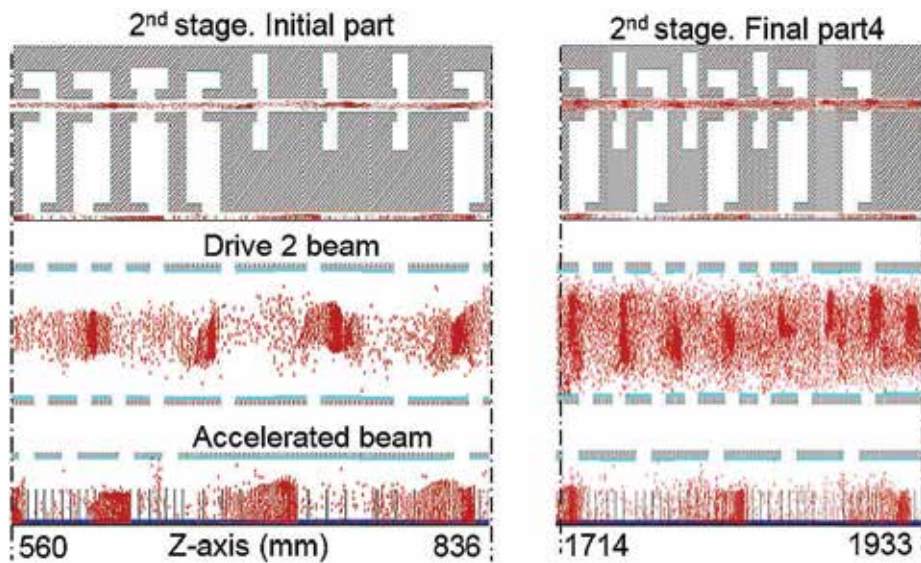 2nd stage. Initial part
2nd stage. Final part4
Drive 2 beam
Accelerated beam
560 Z-axis (mm) 836
1714 1933